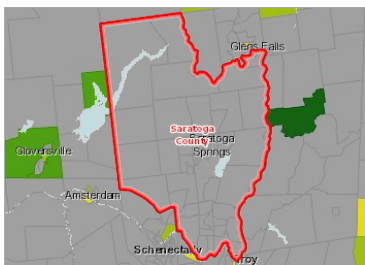 Glens Falls
Saratoga
County
Saratoga
Springs
Gloversville
Amsterdam
Schenectady
Troy